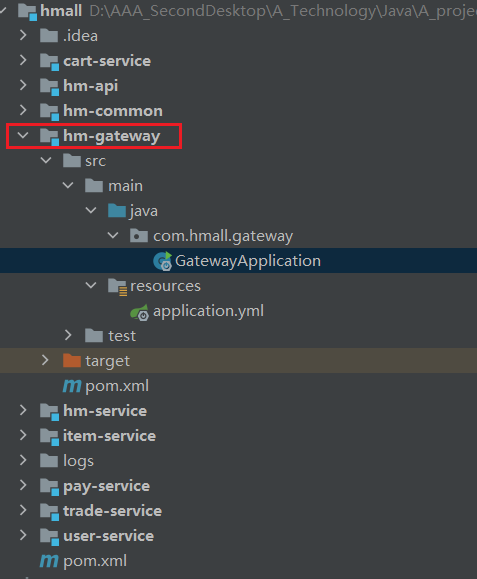 hmall D:\AAA_SecondDesktop\A_Technology\Java\A_proje
.idea
cart-service
hm-api
hm-common
hm-gateway
src
main
java
com.hmall.gateway
GatewayApplication
resources
application.yml
test
target
pom.xml
hm-service
item-service
logs
pay-service
trade-service
user-service
pom.xml